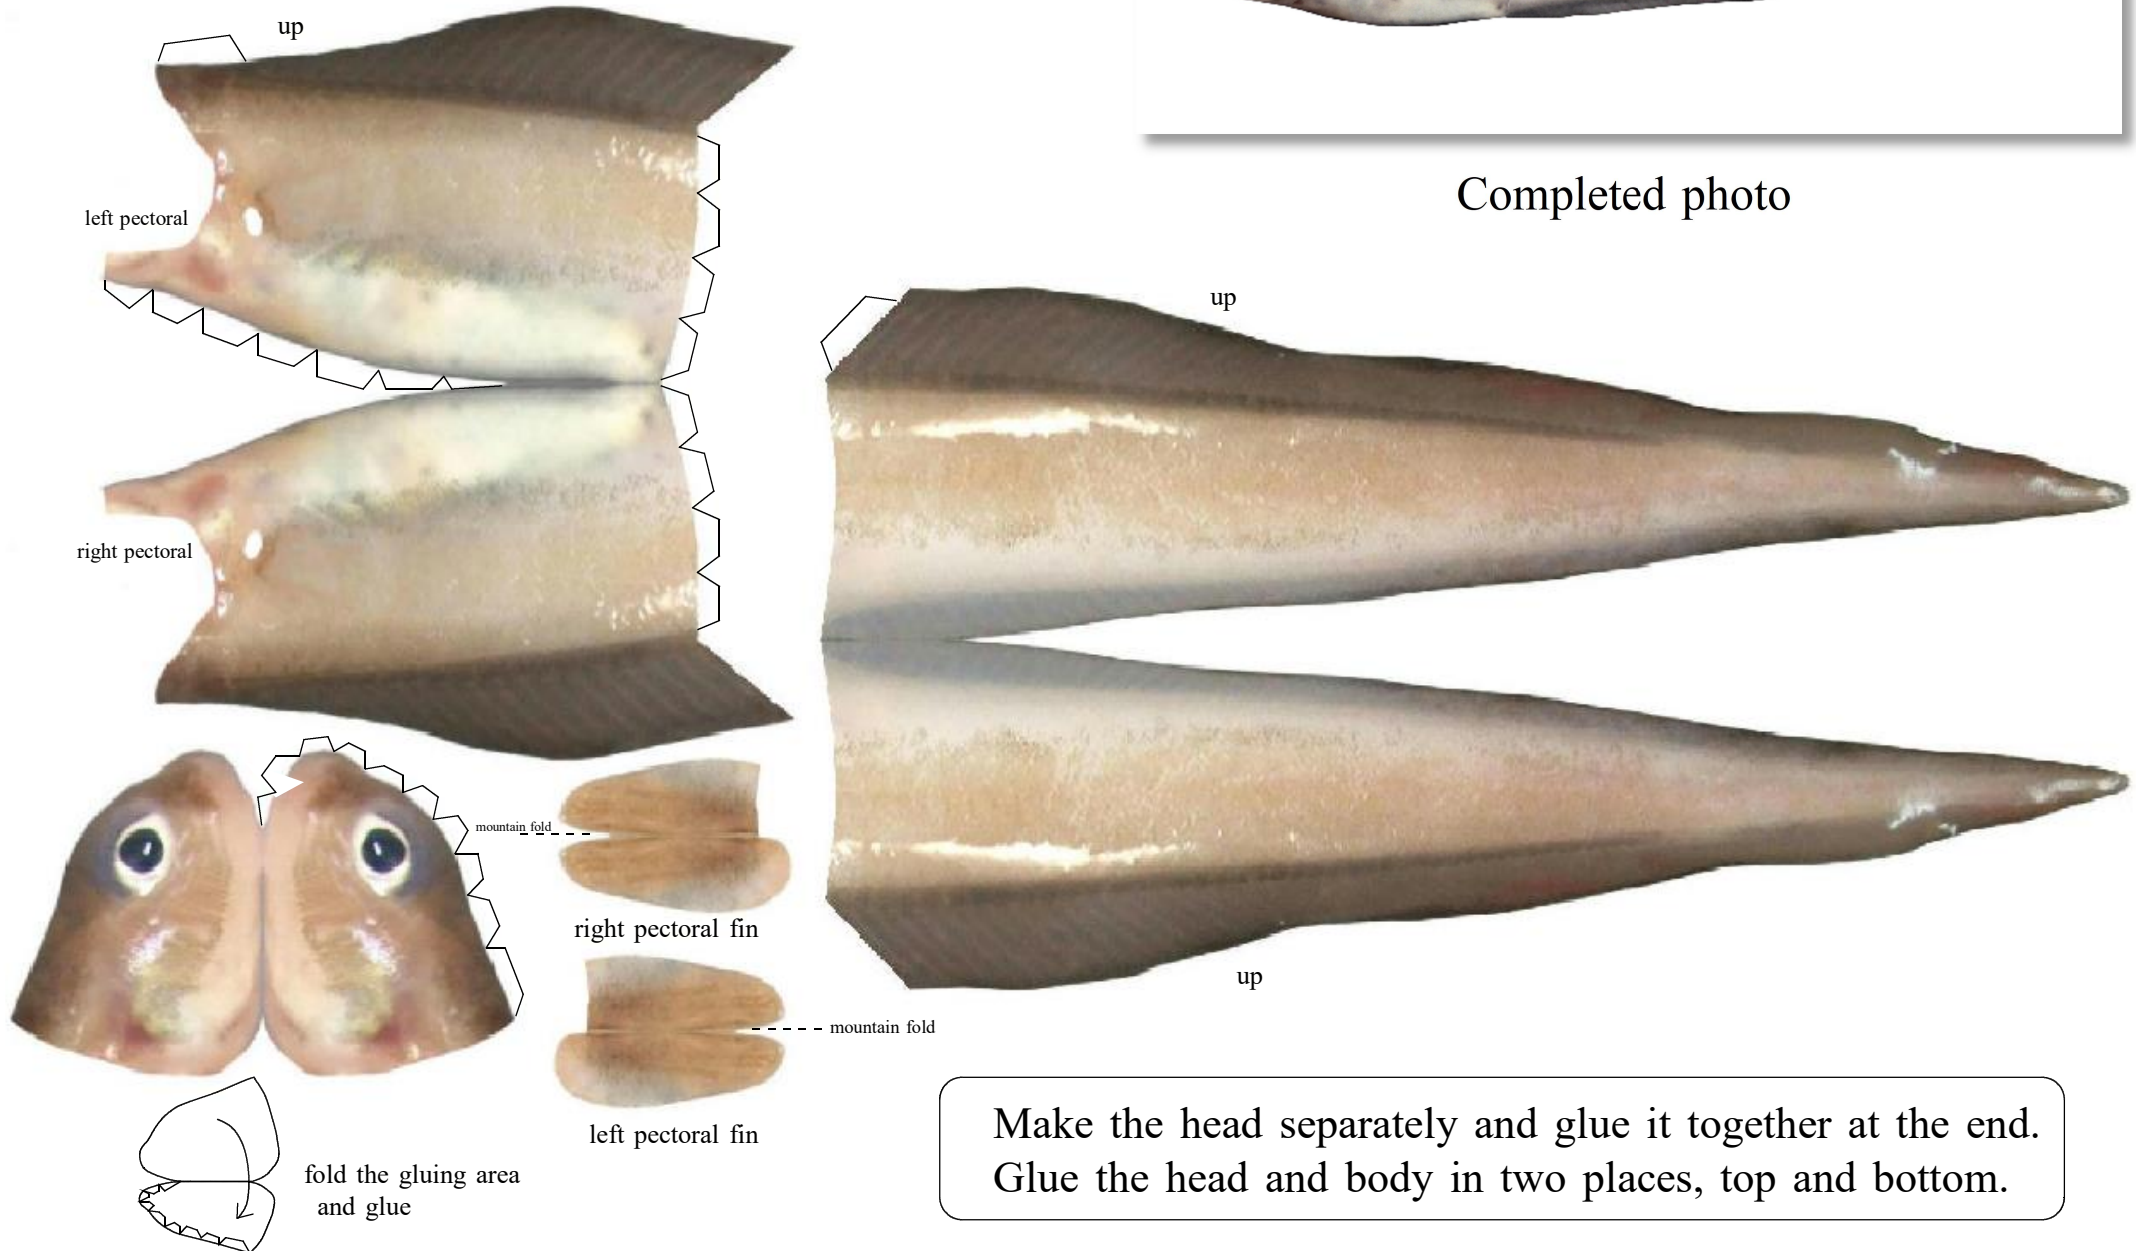 up
Completed photo
left pectoral
up
right pectoral
mountain fold
right pectoral fin
up
mountain fold
left pectoral fin
Make the head separately and glue it together at the end.
Glue the head and body in two places, top and bottom.
fold the gluing area
and glue